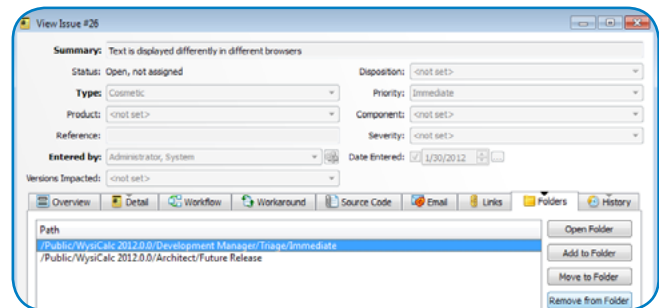 View Issue #26
Summary: Text is displayed differently in different browsers
Status: Open, not assigned Disposition: <not set>
Type: Cosmetic Priority: Immediate
Product: <not set> Component: <not set>
Reference: Severity: <not set>
Entered by: Administrator, System Date Entered: 1/30/2012
Versions Impacted: <not set>
Overview Detail Workflow Workaround Source Code Email Links Folders History
Path Open Folder
/Public/WysiCalc 2012.0.0/Development Manager/Triage/Immediate
/Public/WysiCalc 2012.0.0/Architect/Future Release Add to Folder
Move to Folder
Remove from Folder